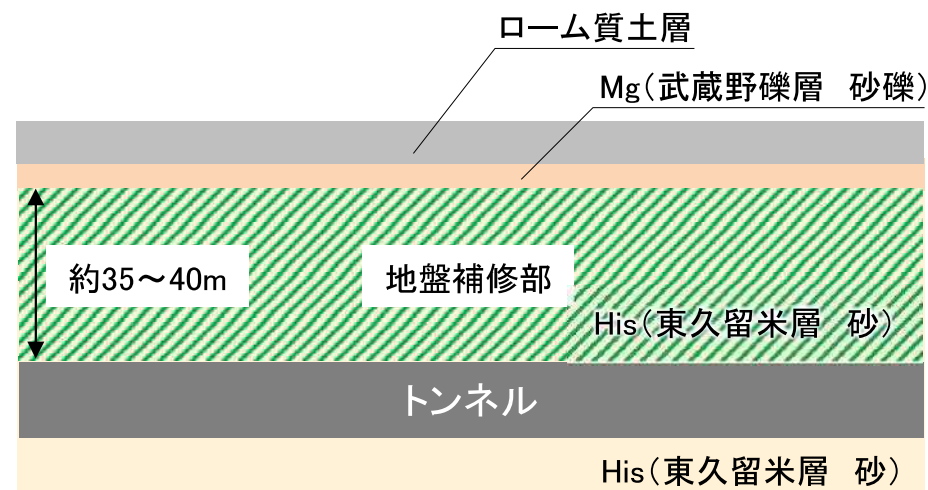 ローム質土層
Mg（武蔵野礫層　砂礫）
約35～40m
地盤補修部
His（東久留米層　砂）
トンネル
His（東久留米層　砂）